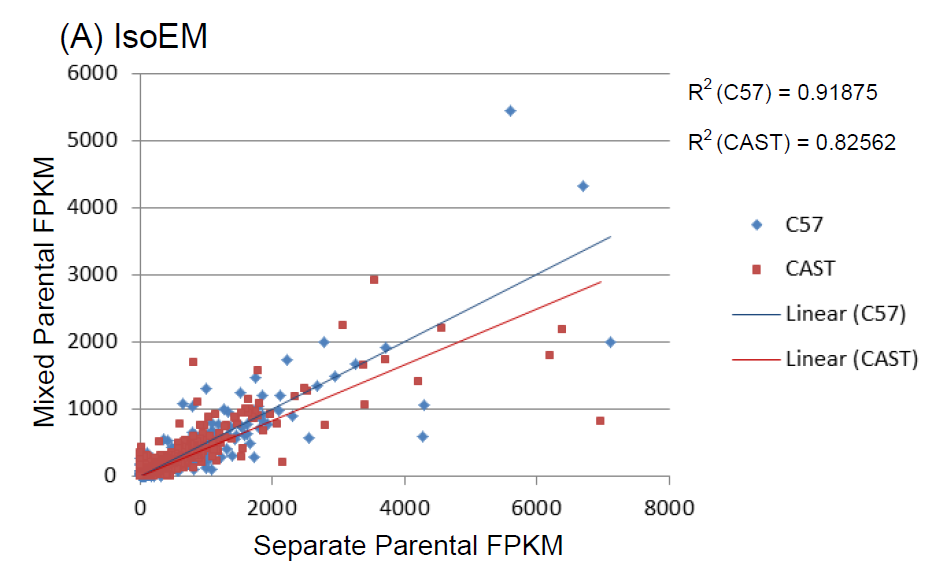 (A) IsoEM
6000
5000
4000
3000
2000
1000
0
0 2000 4000 6000 8000
Mixed Parental FPKM
Separate Parental FPKM
R² (C57) = 0.91875
R² (CAST) = 0.82562
C57
CAST
Linear (C57)
Linear (CAST)